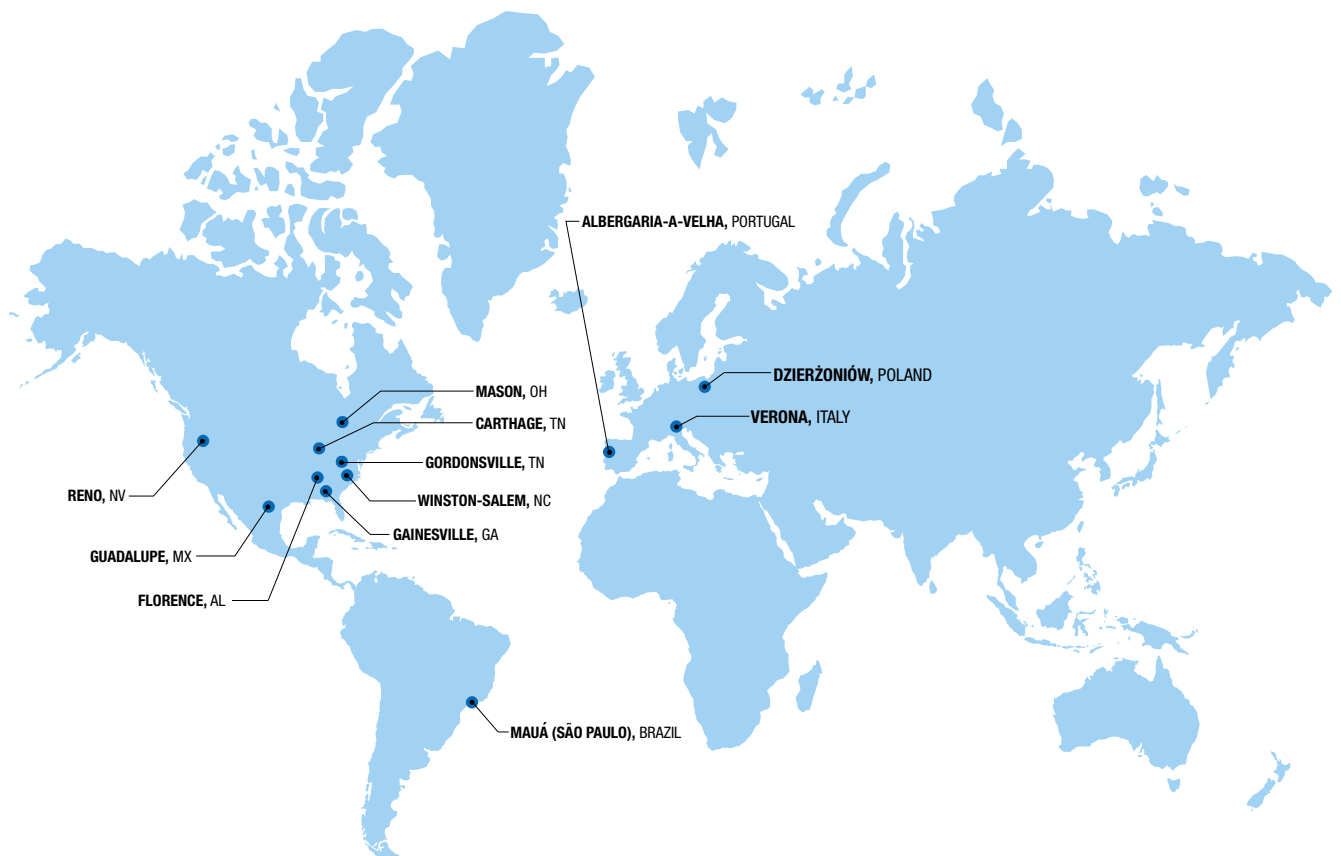 ALBERGARIA-A-VELHA, PORTUGAL
DZIERŻONIÓW, POLAND
MASON, OH
VERONA, ITALY
CARTHAGE, TN
GORDONSVILLE, TN
RENO, NV
WINSTON-SALEM, NC
GAINESVILLE, GA
GUADALUPE, MX
FLORENCE, AL
MAUÁ (SÃO PAULO), BRAZIL